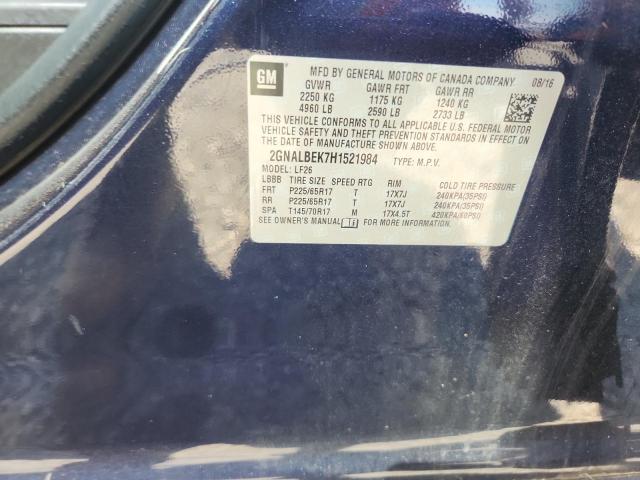 GM
MFD BY GENERAL MOTORS OF CANADA COMPANY 08/16
GVWR GAWR FRT GAWR RR
2250 KG 1175 KG 1240 KG
4960 LB 2590 LB 2733 LB
THIS VEHICLE CONFORMS TO ALL APPLICABLE U.S. FEDERAL MOTOR
VEHICLE SAFETY, BUMPER, AND THEFT PREVENTION STANDARDS IN EFFECT ON
THE DATE OF MANUFACTURE SHOWN ABOVE.
2GNALBEK7H1521984 TYPE: M.P.V.
MODEL: LF26
LBBB TIRE SIZE SPEED RTG RIM COLD TIRE PRESSURE
FRT P225/65R17 T 17X7J 240KPA(35PSI)
RR P225/65R17 T 17X7J 240KPA(35PSI)
SPA T145/70R17 M 17X4.5T 420KPA(60PSI)
SEE OWNER'S MANUAL FOR MORE INFORMATION.